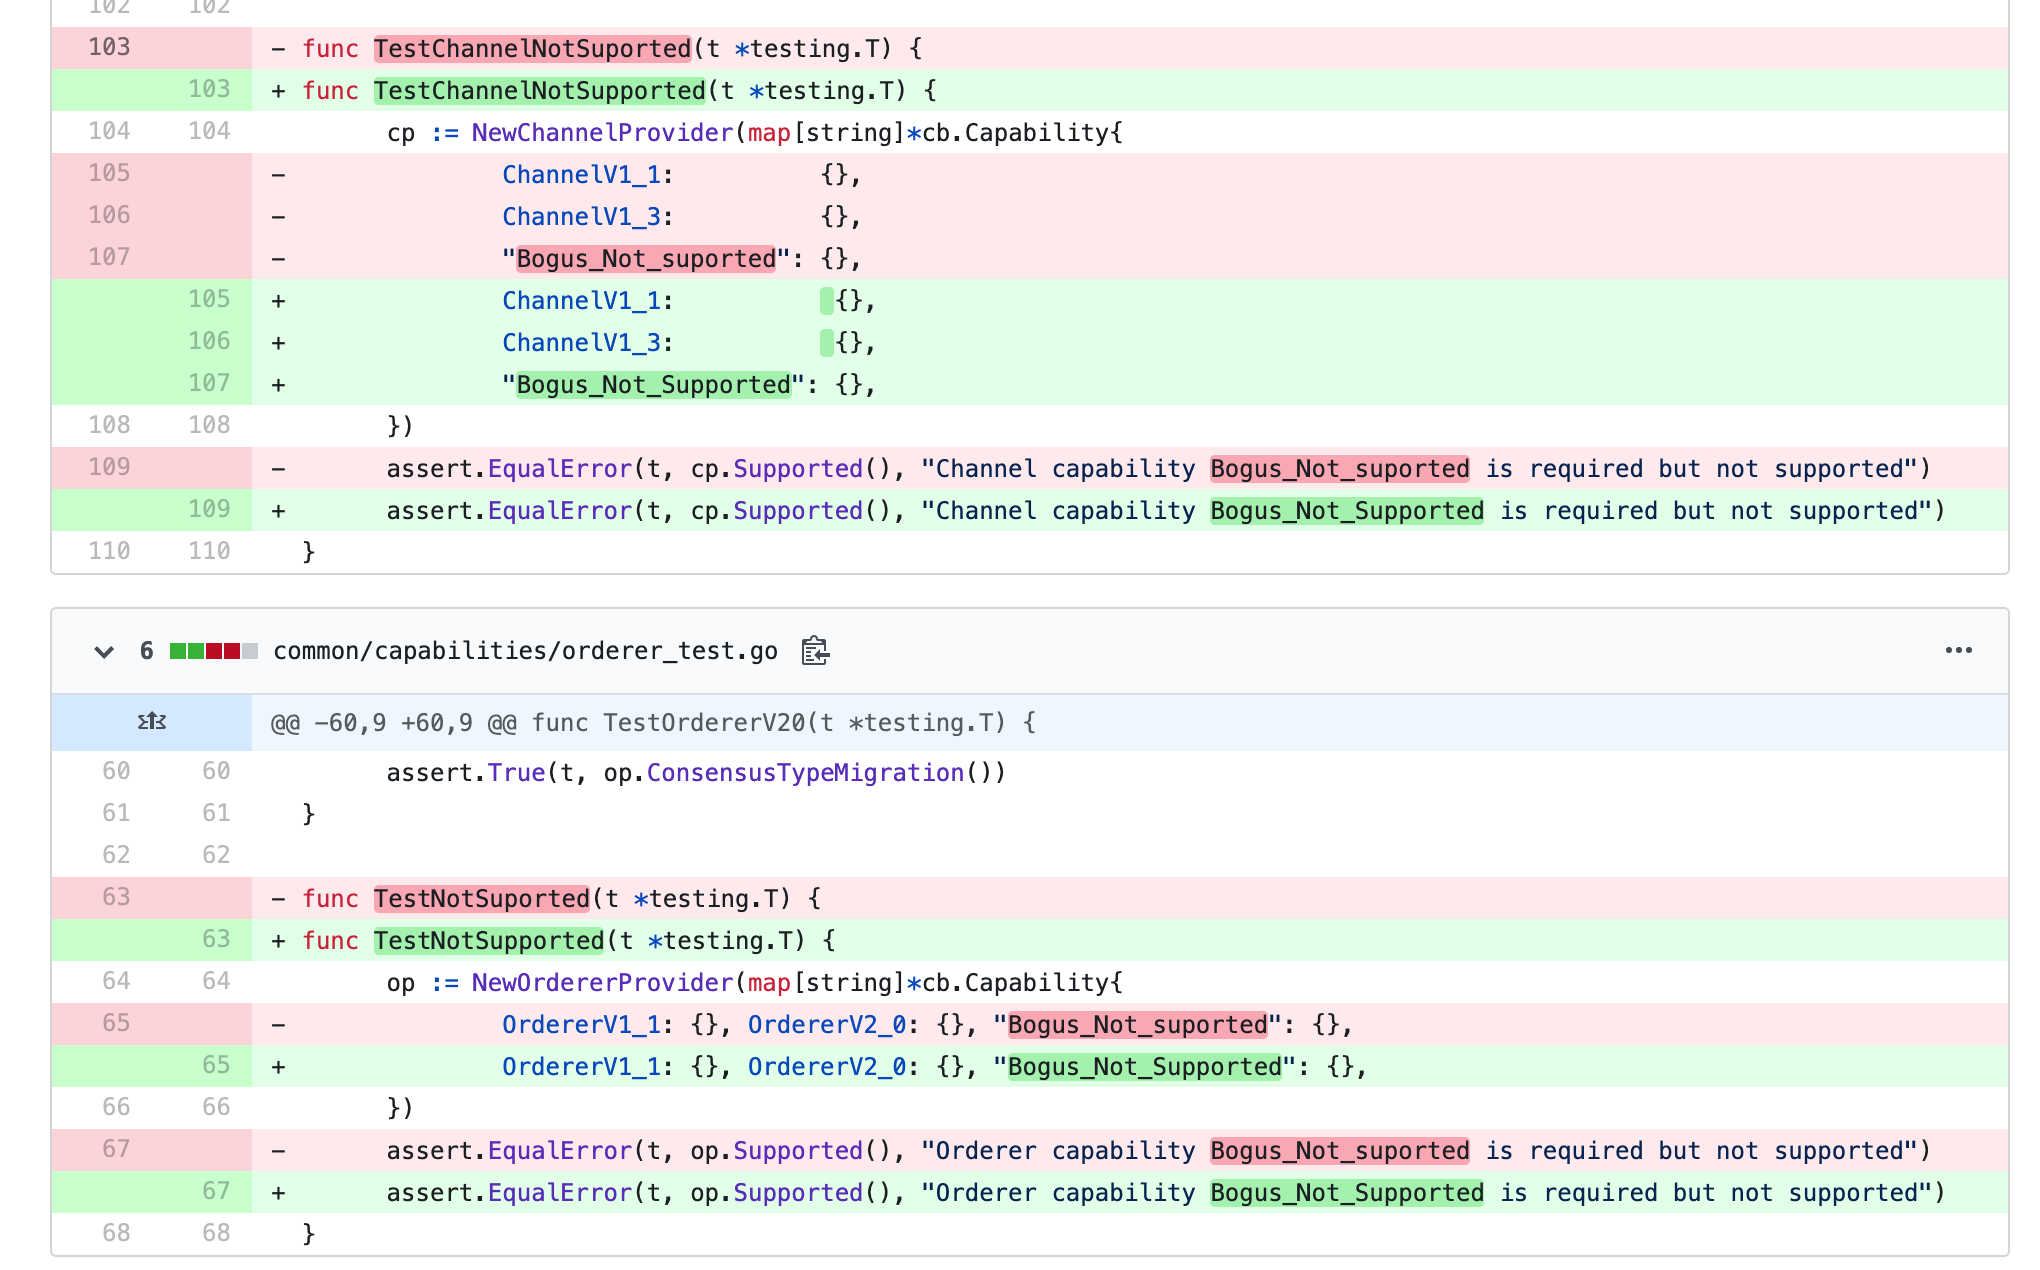 102 102
103 - func TestChannelNotSuported(t *testing.T) {
103 + func TestChannelNotSupported(t *testing.T) {
104 104 cp := NewChannelProvider(map[string]*cb.Capability{
105 - ChannelV1_1: {},
106 - ChannelV1_3: {},
107 - "Bogus_Not_suported": {},
105 + ChannelV1_1: {},
106 + ChannelV1_3: {},
107 + "Bogus_Not_Supported": {},
108 108 })
109 - assert.EqualError(t, cp.Supported(), "Channel capability Bogus_Not_suported is required but not supported")
109 + assert.EqualError(t, cp.Supported(), "Channel capability Bogus_Not_Supported is required but not supported")
110 110 }
6 common/capabilities/orderer_test.go
@@ -60,9 +60,9 @@ func TestOrdererV20(t *testing.T) {
60 60 assert.True(t, op.ConsensusTypeMigration())
61 61 }
62 62
63 - func TestNotSuported(t *testing.T) {
63 + func TestNotSupported(t *testing.T) {
64 64 op := NewOrdererProvider(map[string]*cb.Capability{
65 - OrdererV1_1: {}, OrdererV2_0: {}, "Bogus_Not_suported": {},
65 + OrdererV1_1: {}, OrdererV2_0: {}, "Bogus_Not_Supported": {},
66 66 })
67 - assert.EqualError(t, op.Supported(), "Orderer capability Bogus_Not_suported is required but not supported")
67 + assert.EqualError(t, op.Supported(), "Orderer capability Bogus_Not_Supported is required but not supported")
68 68 }